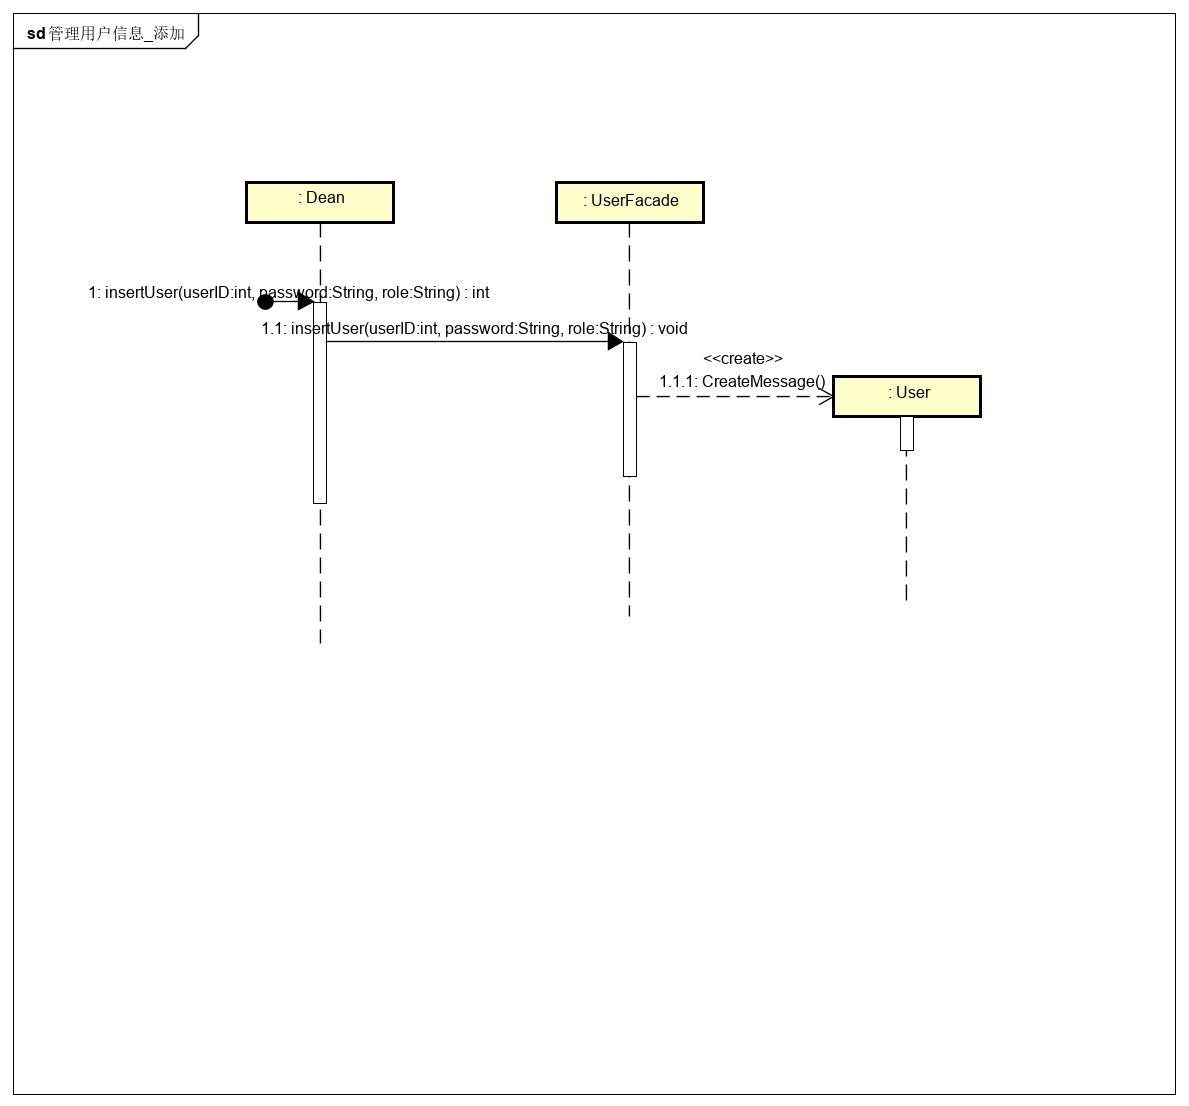 sd 管理用户信息_添加
: Dean
: UserFacade
1: insertUser(userID:int, password:String, role:String) : int
1.1: insertUser(userID:int, password:String, role:String) : void
<<create>>
1.1.1: CreateMessage()
: User